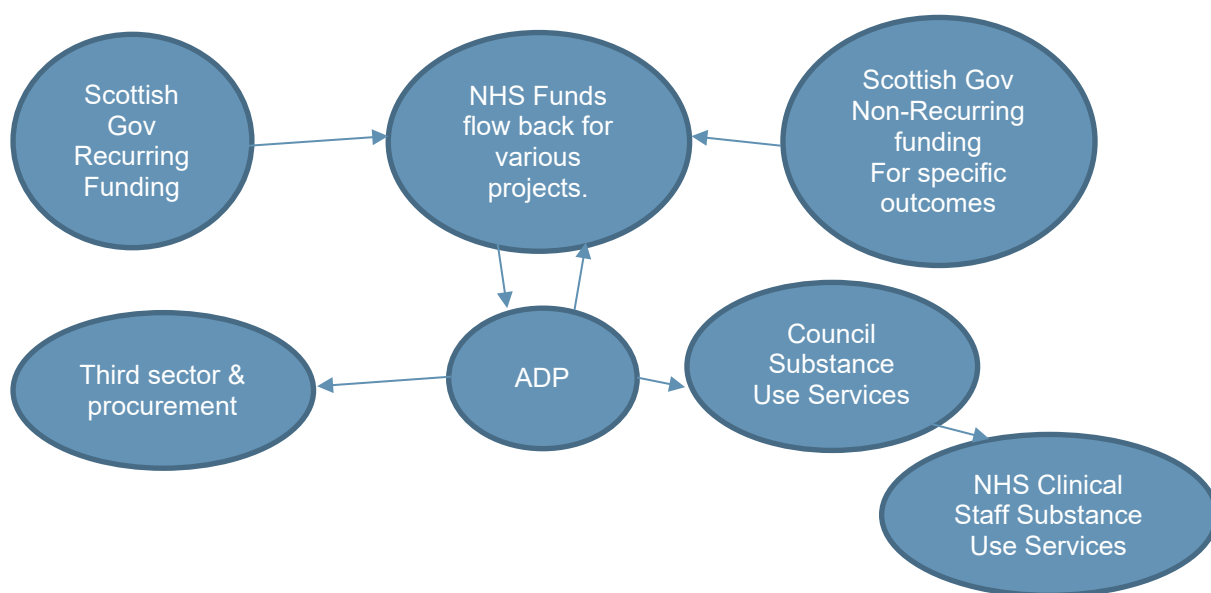 Scottish
Gov
Recurring
Funding
NHS Funds
flow back for
various
projects.
Scottish Gov
Non-Recurring
funding
For specific
outcomes
Third sector &
procurement
ADP
Council
Substance
Use Services
NHS Clinical
Staff Substance
Use Services